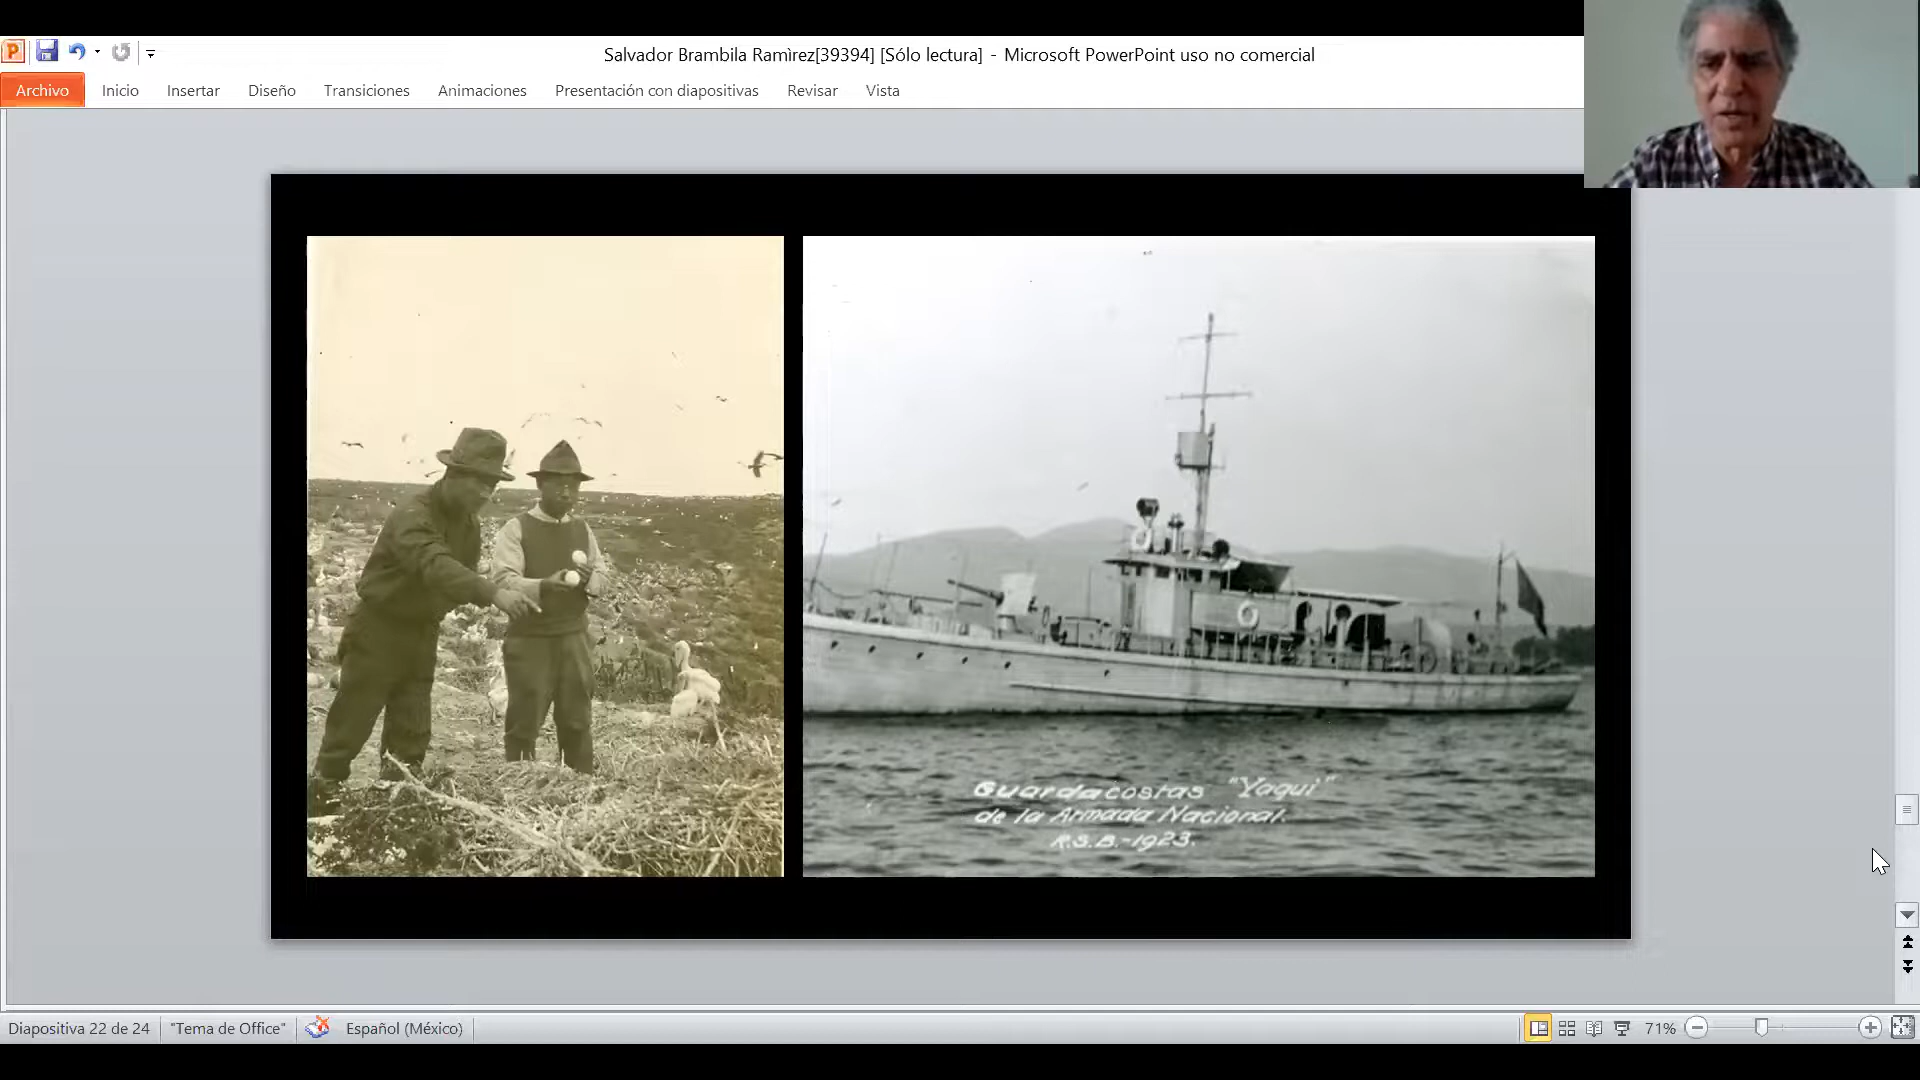 Salvador Brambila Ramìrez[39394] [Sólo lectura] - Microsoft PowerPoint uso no comercial
Archivo Inicio Insertar Diseño Transiciones Animaciones Presentación con diapositivas Revisar Vista
Guardacostas "Yaqui"
de la Armada Nacional.
R.S.B.-1923.
Diapositiva 22 de 24 "Tema de Office" Español (México) 71%